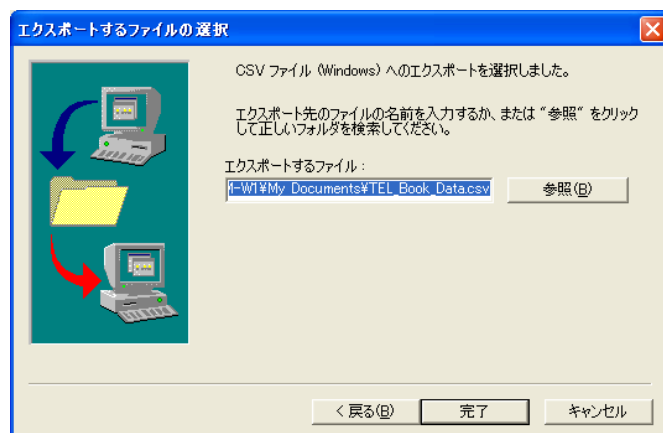 エクスポートするファイルの選択
CSV ファイル (Windows) へのエクスポートを選択しました。
エクスポート先のファイルの名前を入力するか、または "参照" をクリック
して正しいフォルダを検索してください。
エクスポートするファイル :
1-W1¥My Documents¥TEL_Book_Data.csv
参照(B)
< 戻る(B)
完了
キャンセル